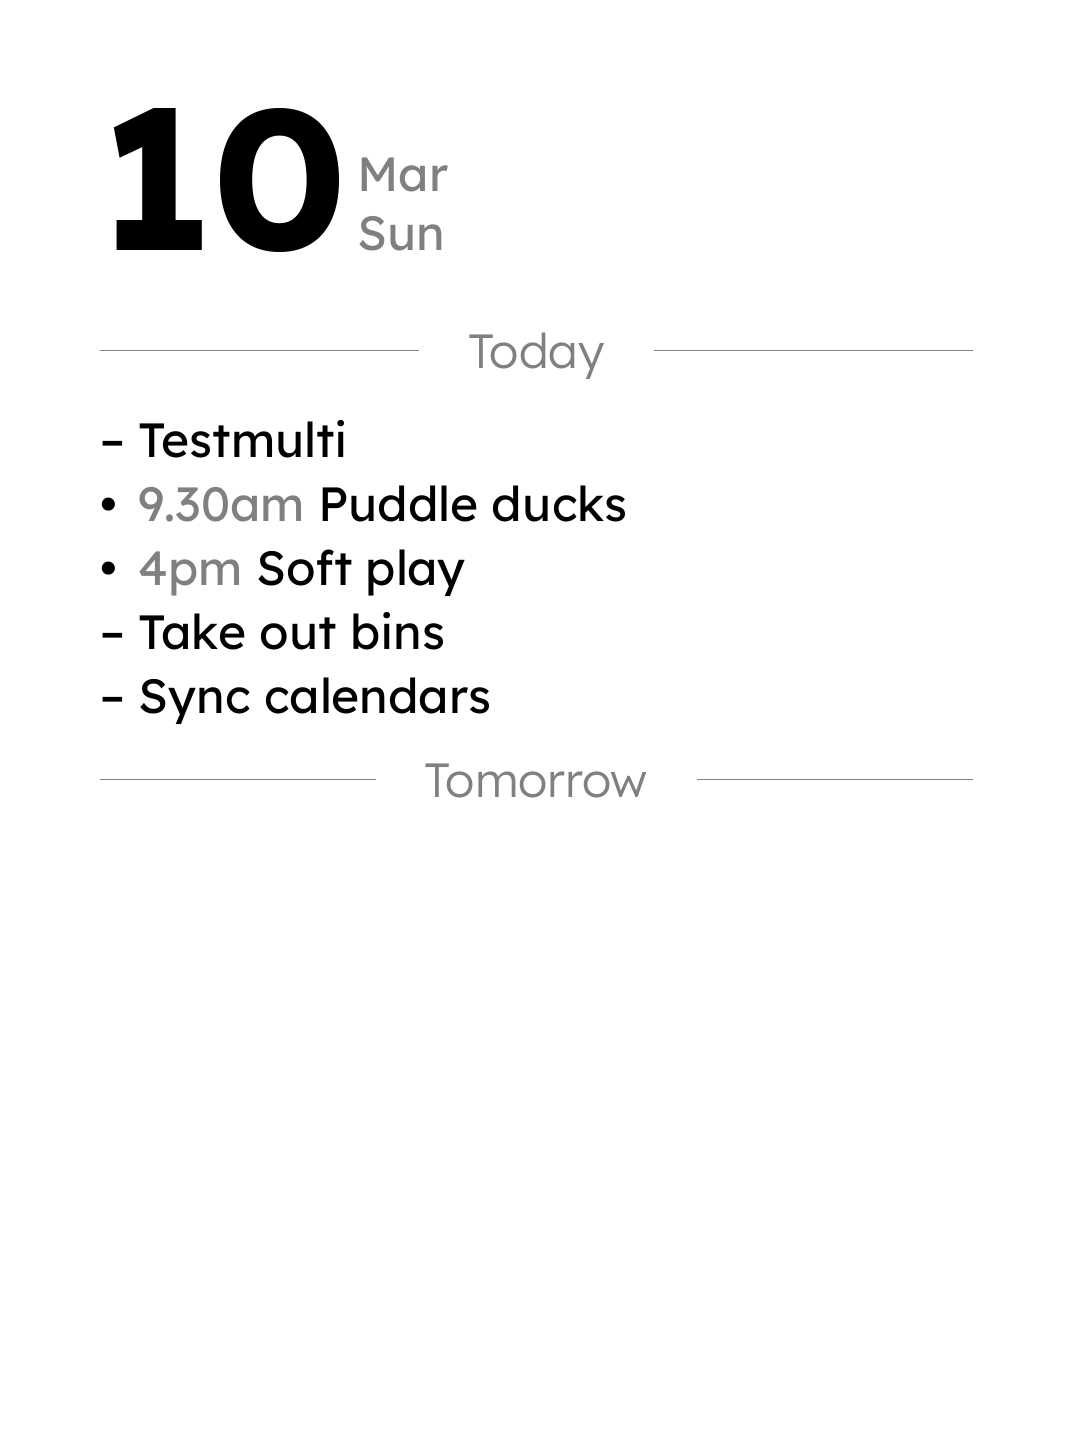 10
Mar
Sun
Today
– Testmulti
• 9.30am Puddle ducks
• 4pm Soft play
– Take out bins
– Sync calendars
Tomorrow